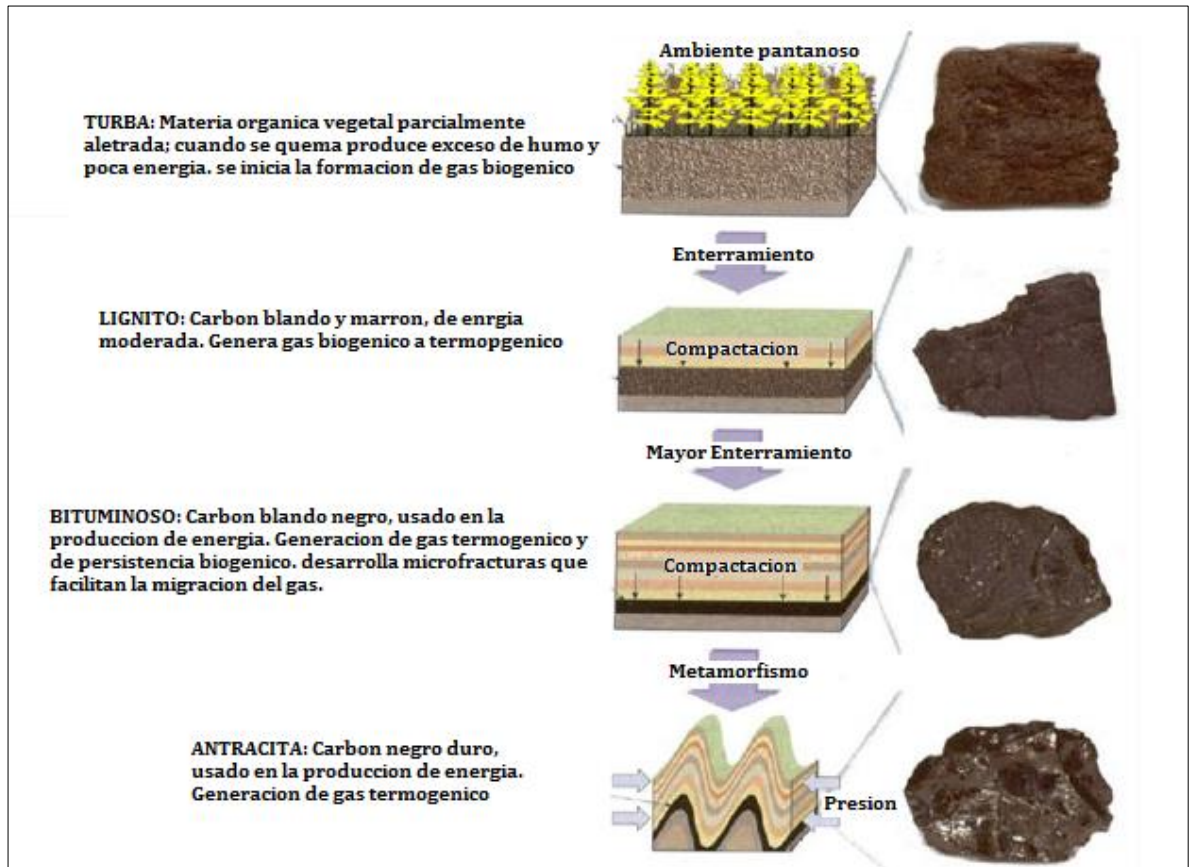 Ambiente pantanoso
TURBA: Materia organica vegetal parcialmente
aletrada; cuando se quema produce exceso de humo y
poca energia. se inicia la formacion de gas biogenico
Enterramiento
LIGNITO: Carbon blando y marron, de enrgia
moderada. Genera gas biogenico a termopgenico
Compactacion
Mayor Enterramiento
BITUMINOSO: Carbon blando negro, usado en la
produccion de energia. Generacion de gas termogenico y
de persistencia biogenico. desarrolla microfracturas que
facilitan la migracion del gas.
Compactacion
Metamorfismo
ANTRACITA: Carbon negro duro,
usado en la produccion de energia.
Generacion de gas termogenico
Presion